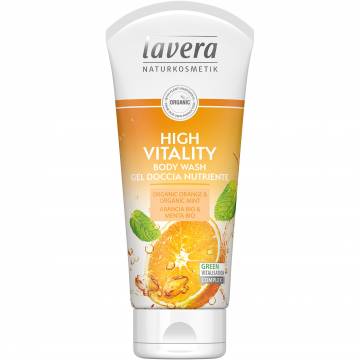 lavera
NATURKOSMETIK
ORGANIC
HIGH
VITALITY
BODY WASH
GEL DOCCIA NUTRIENTE
ORGANIC ORANGE &
ORGANIC MINT
ARANCIA BIO &
MENTA BIO
GREEN
VITALISATION
COMPLEX